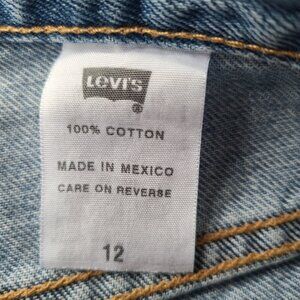 LEVI'S
®
100% COTTON
MADE IN MEXICO
CARE ON REVERSE
12